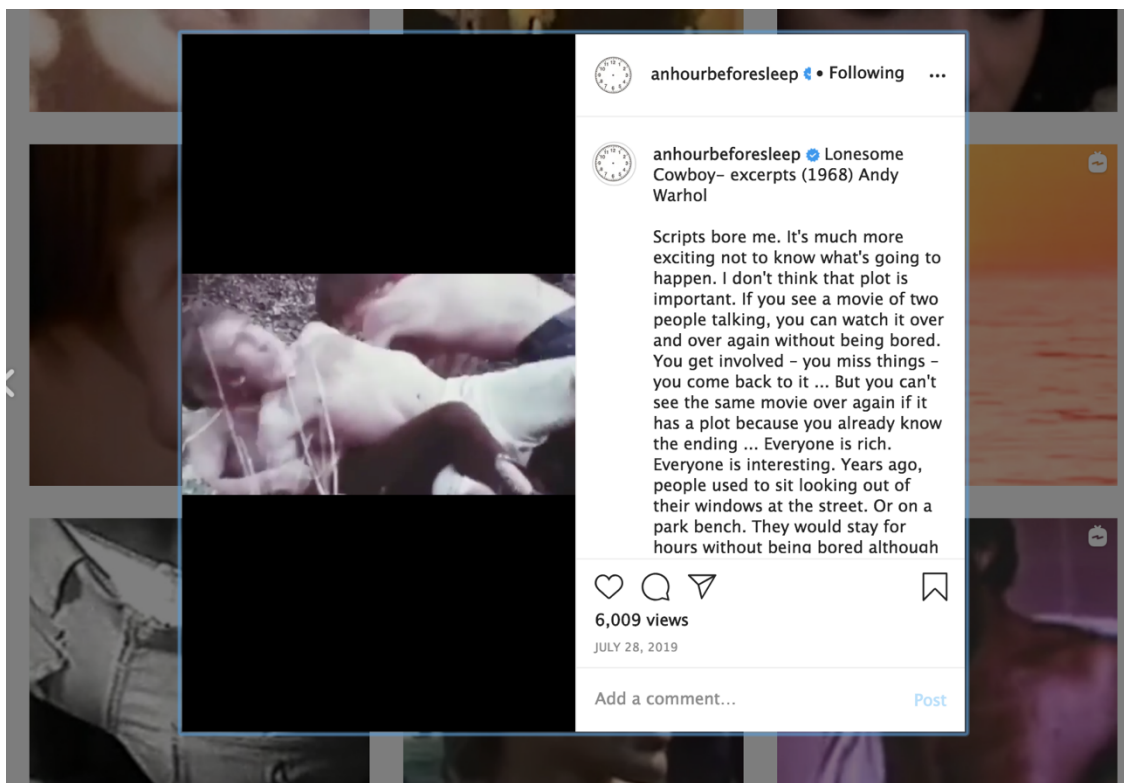 anhourbeforesleep • Following
anhourbeforesleep Lonesome
Cowboy– excerpts (1968) Andy
Warhol
Scripts bore me. It's much more
exciting not to know what's going to
happen. I don't think that plot is
important. If you see a movie of two
people talking, you can watch it over
and over again without being bored.
You get involved – you miss things –
you come back to it ... But you can't
see the same movie over again if it
has a plot because you already know
the ending ... Everyone is rich.
Everyone is interesting. Years ago,
people used to sit looking out of
their windows at the street. Or on a
park bench. They would stay for
hours without being bored although
6,009 views
JULY 28, 2019
Add a comment...
Post